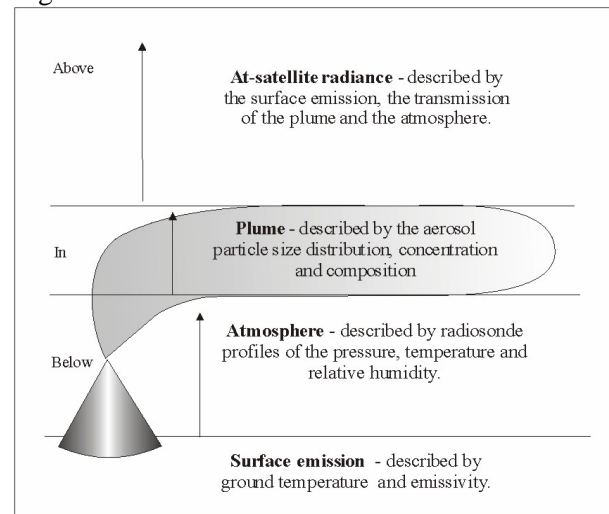 Above
At-satellite radiance - described by
the surface emission, the transmission
of the plume and the atmosphere.
In
Plume - described by the aerosol
particle size distribution, concentration
and composition
Below
Atmosphere - described by radiosonde
profiles of the pressure, temperature and
relative humidity.
Surface emission - described by
ground temperature and emissivity.